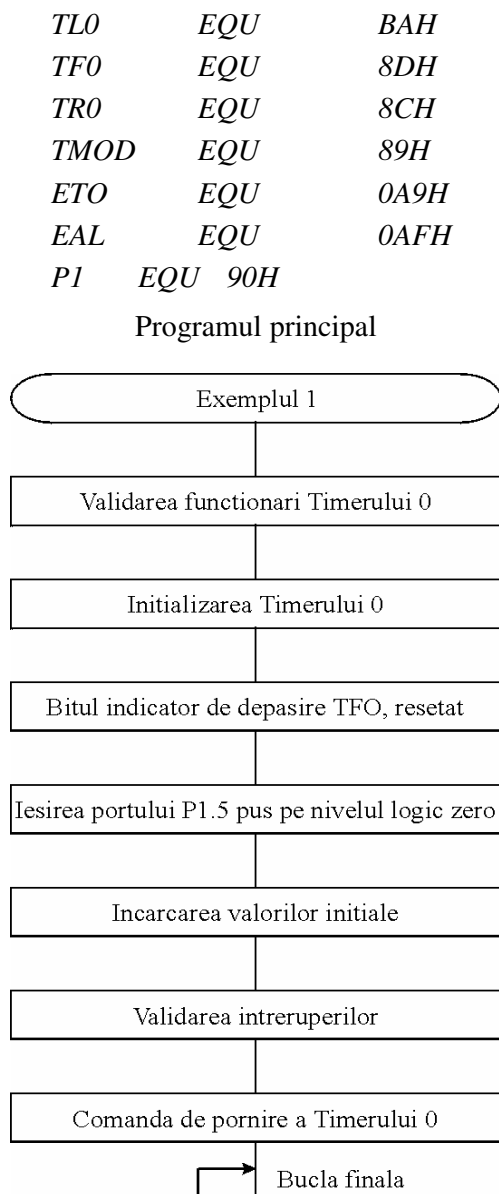 TL0 EQU BAH
TF0 EQU 8DH
TR0 EQU 8CH
TMOD EQU 89H
ETO EQU 0A9H
EAL EQU 0AFH
P1 EQU 90H
Programul principal
Exemplul 1
Validarea functionari Timerului 0
Initializarea Timerului 0
Bitul indicator de depasire TFO, resetat
Iesirea portului P1.5 pus pe nivelul logic zero
Incarcarea valorilor initiale
Validarea intreruperilor
Comanda de pornire a Timerului 0
Bucla finala